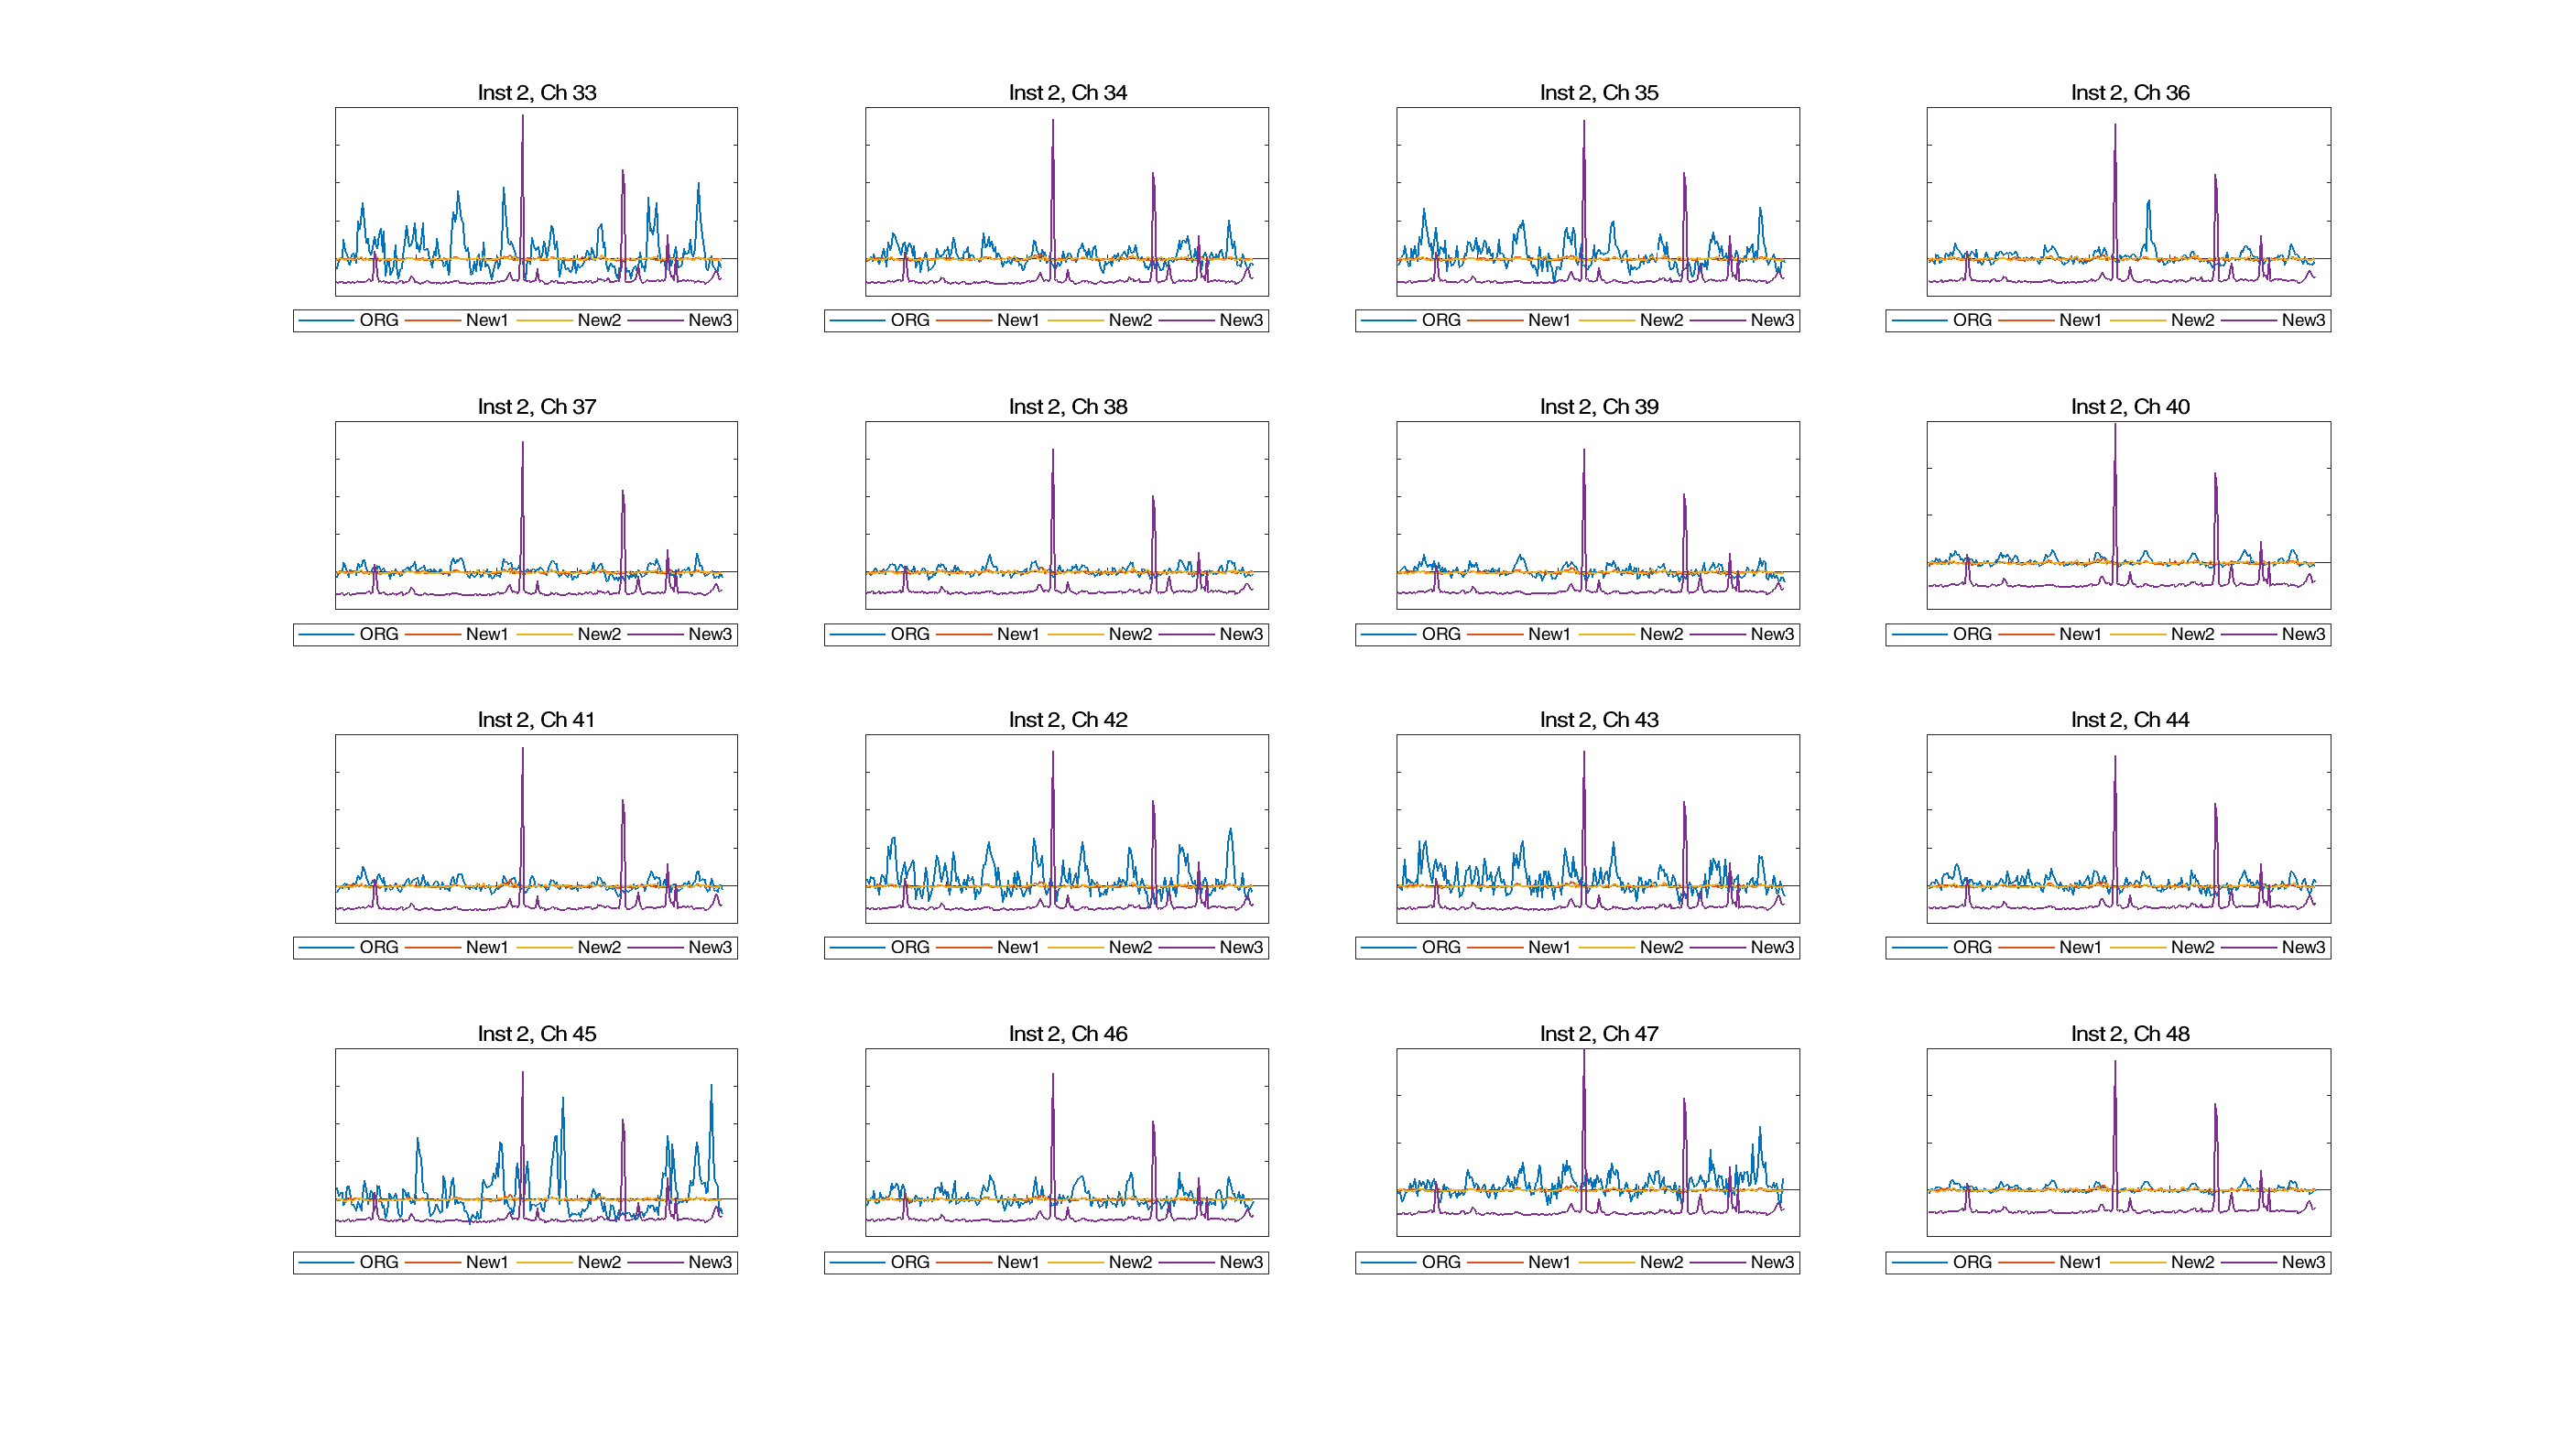 Inst 2, Ch 33
ORG New1 New2 New3
Inst 2, Ch 34
ORG New1 New2 New3
Inst 2, Ch 35
ORG New1 New2 New3
Inst 2, Ch 36
ORG New1 New2 New3
Inst 2, Ch 37
ORG New1 New2 New3
Inst 2, Ch 38
ORG New1 New2 New3
Inst 2, Ch 39
ORG New1 New2 New3
Inst 2, Ch 40
ORG New1 New2 New3
Inst 2, Ch 41
ORG New1 New2 New3
Inst 2, Ch 42
ORG New1 New2 New3
Inst 2, Ch 43
ORG New1 New2 New3
Inst 2, Ch 44
ORG New1 New2 New3
Inst 2, Ch 45
ORG New1 New2 New3
Inst 2, Ch 46
ORG New1 New2 New3
Inst 2, Ch 47
ORG New1 New2 New3
Inst 2, Ch 48
ORG New1 New2 New3